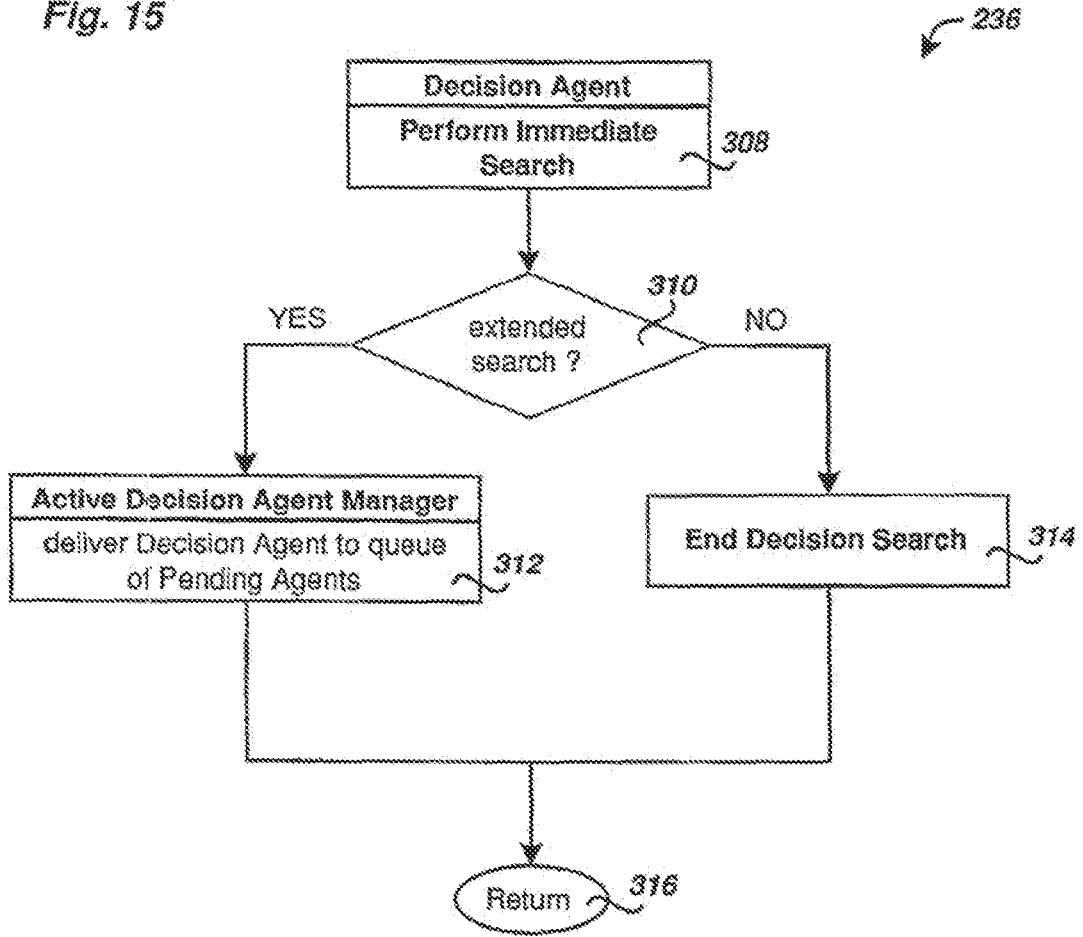 Fig. 15
236
Decision Agent
Perform Immediate
Search
308
310
YES
extended
search ?
NO
Active Decision Agent Manager
deliver Decision Agent to queue
of Pending Agents
312
End Decision Search
314
Return
316